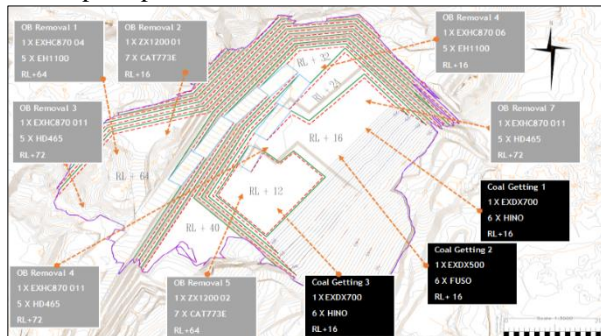 OB Removal 1
1 X EXHC870 04
5 X EH1100
RL+64
OB Removal 2
1 X ZX1200 01
7 X CAT773E
RL+16
OB Removal 4
1 X EXHC870 06
5 X EH1100
RL+16
OB Removal 3
1 X EXHC870 011
5 X HD465
RL+72
OB Removal 7
1 X EXHC870 011
5 X HD465
RL+72
RL + 32
RL + 24
RL + 16
RL + 64
RL + 12
RL + 40
Coal Getting 1
1 X EXDX700
6 X HINO
RL+16
Coal Getting 2
1 X EXDX500
6 X FUSO
RL+ 16
OB Removal 4
1 X EXHC870 011
5 X HD465
RL+72
OB Removal 5
1 X ZX1200 02
7 X CAT773E
RL+64
Coal Getting 3
1 X EXDX700
6 X HINO
RL+16